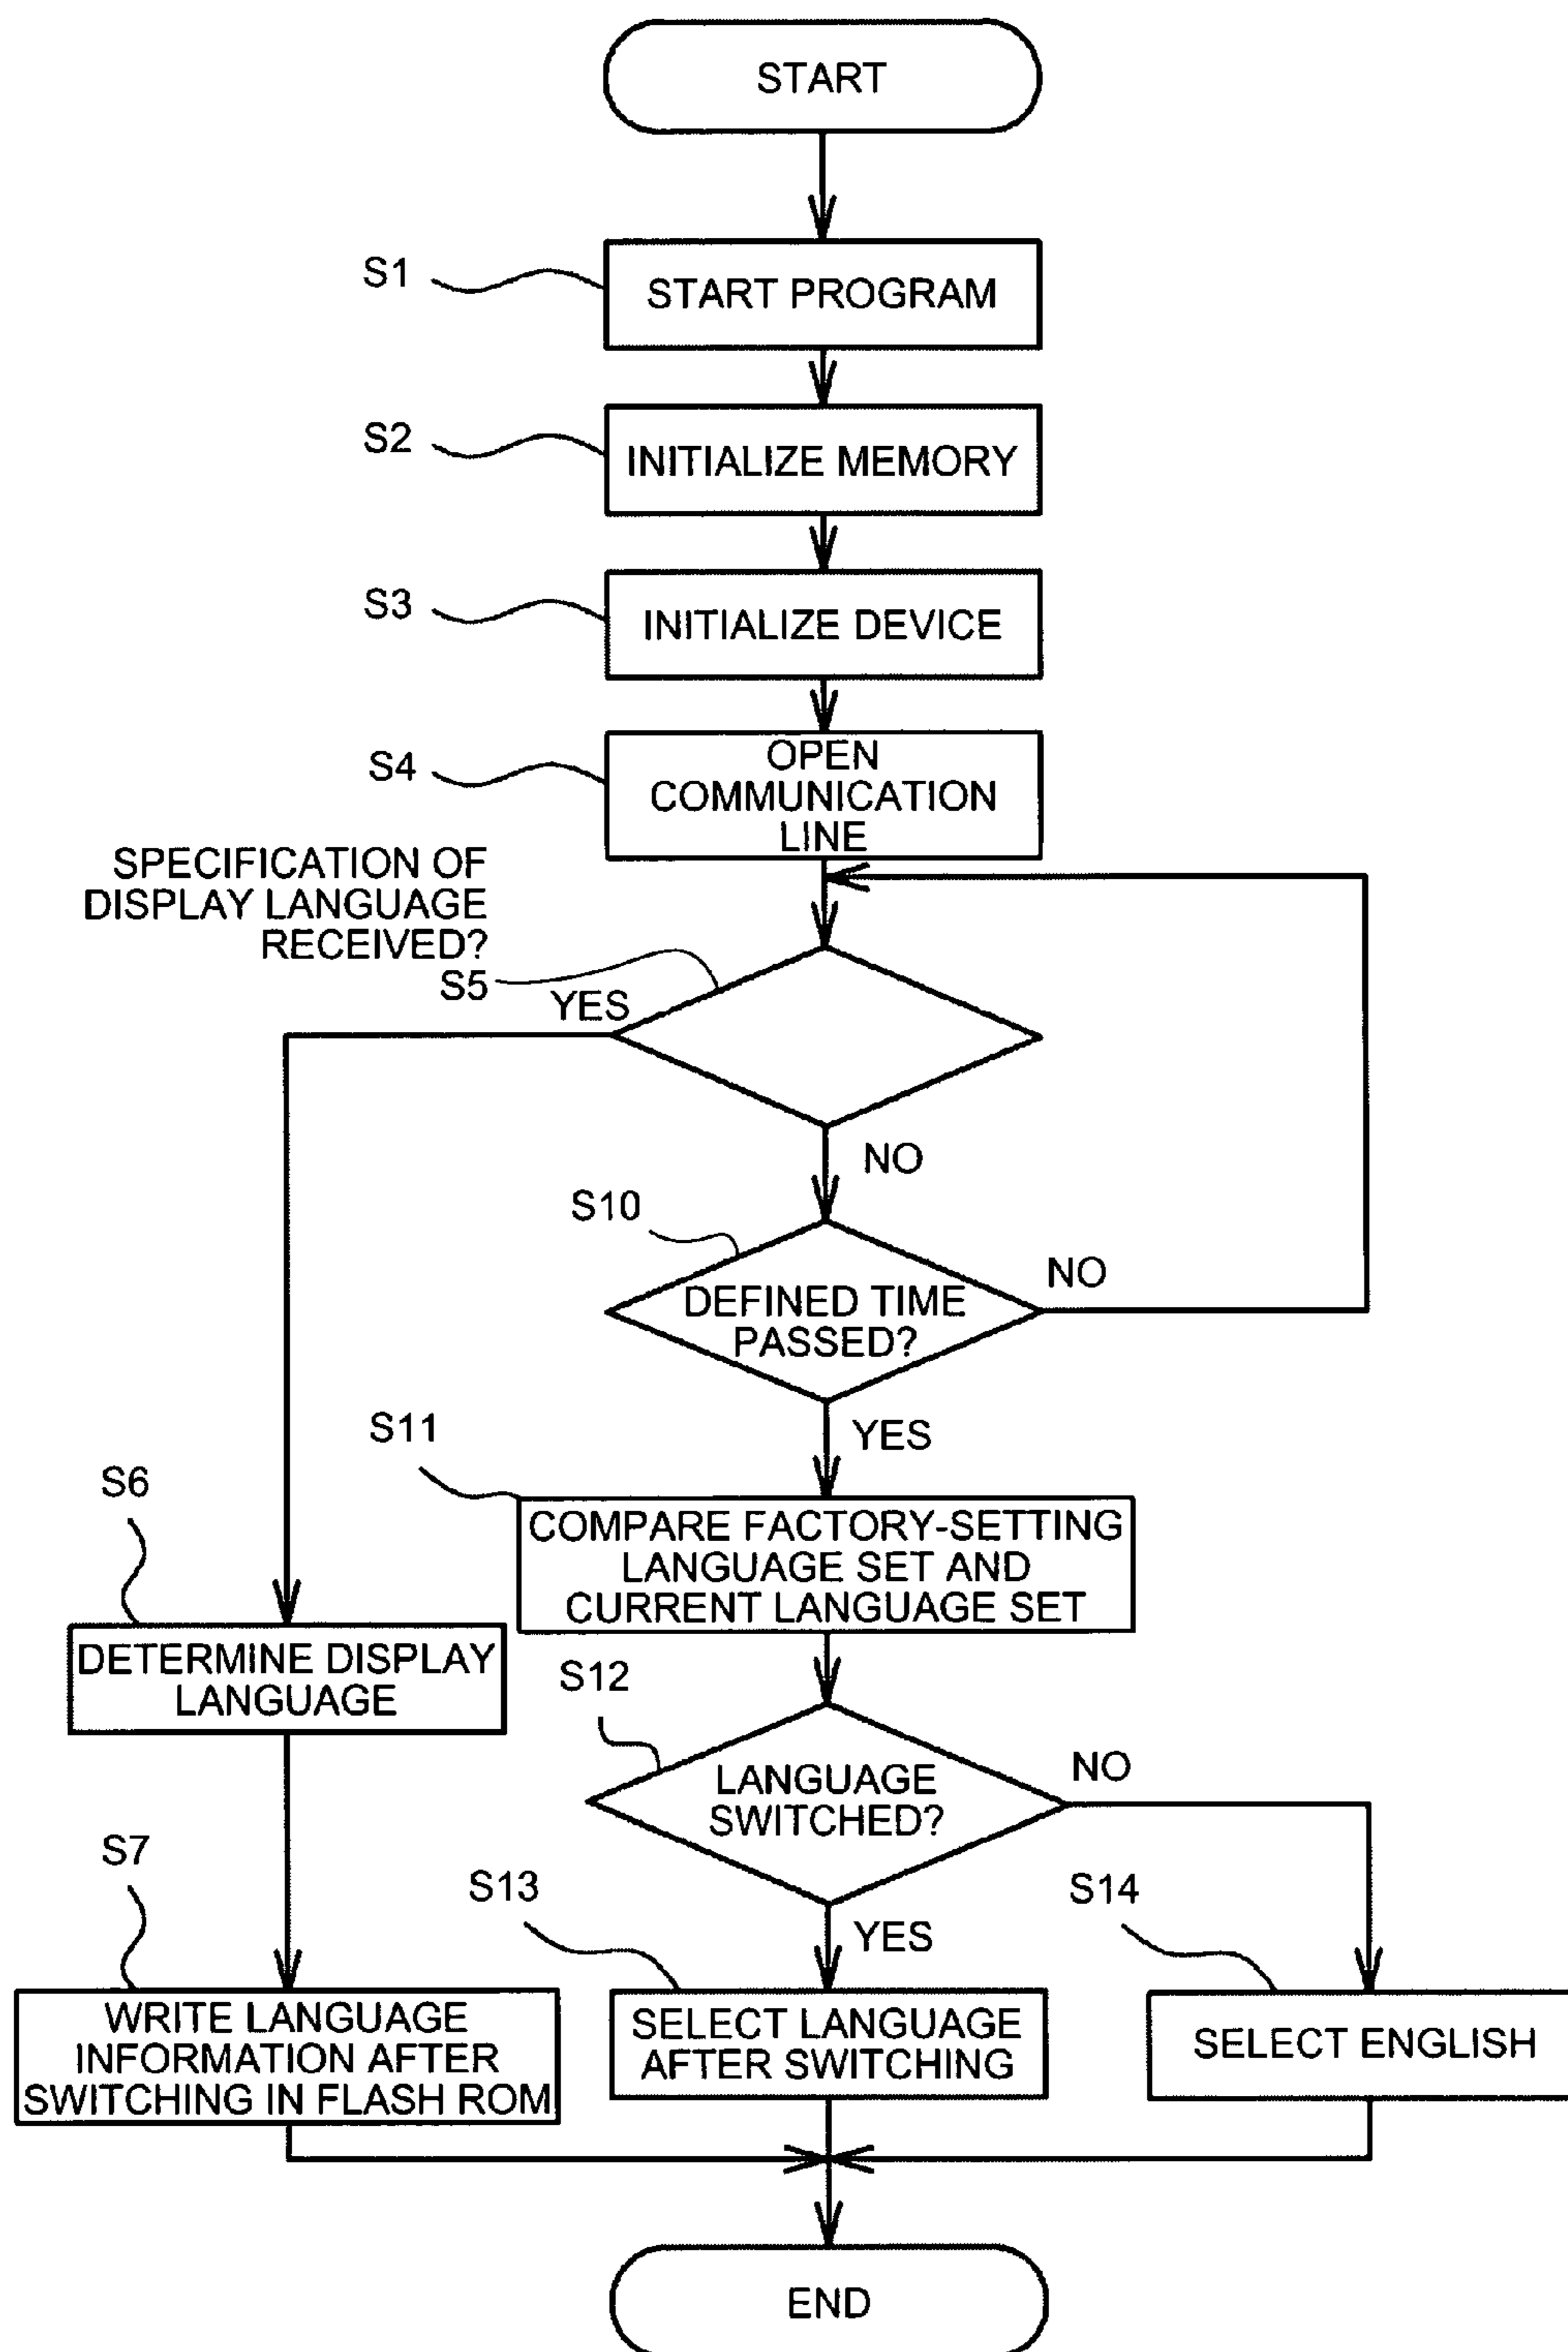 START
S1
START PROGRAM
S2
INITIALIZE MEMORY
S3
INITIALIZE DEVICE
S4
OPEN
COMMUNICATION
LINE
SPECIFICATION OF
DISPLAY LANGUAGE
RECEIVED?
S5
YES
NO
S10
DEFINED TIME
PASSED?
NO
YES
S11
COMPARE FACTORY-SETTING
LANGUAGE SET AND
CURRENT LANGUAGE SET
S6
DETERMINE DISPLAY
LANGUAGE
S12
LANGUAGE
SWITCHED?
NO
YES
S7
WRITE LANGUAGE
INFORMATION AFTER
SWITCHING IN FLASH ROM
S13
SELECT LANGUAGE
AFTER SWITCHING
S14
SELECT ENGLISH
END